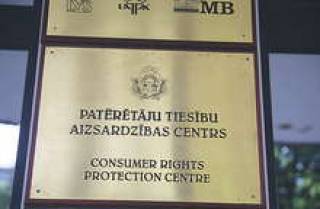 MB
PATĒRĒTĀJU TIESĪBU
AIZSARDZĪBAS CENTRS
CONSUMER RIGHTS
PROTECTION CENTRE